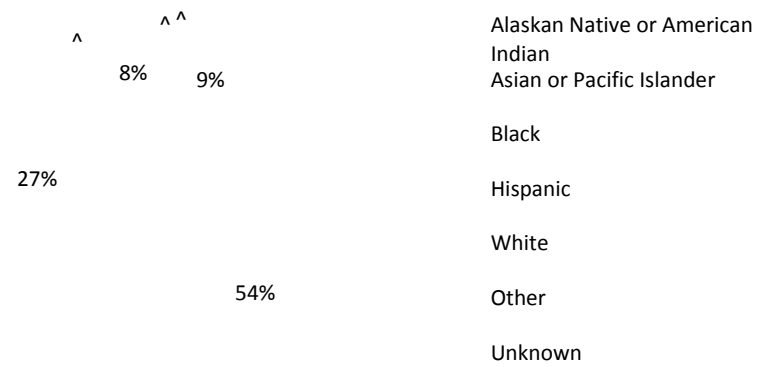 ^ ^
^
8%
9%
27%
54%
Alaskan Native or American
Indian
Asian or Pacific Islander
Black
Hispanic
White
Other
Unknown